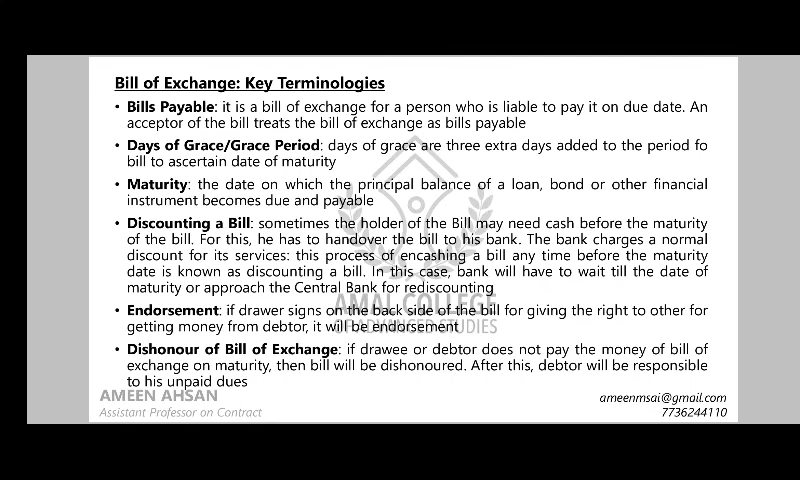 Bill of Exchange: Key Terminologies
• Bills Payable: it is a bill of exchange for a person who is liable to pay it on due date. An
acceptor of the bill treats the bill of exchange as bills payable
• Days of Grace/Grace Period: days of grace are three extra days added to the period fo
bill to ascertain date of maturity
• Maturity: the date on which the principal balance of a loan, bond or other financial
instrument becomes due and payable
• Discounting a Bill: sometimes the holder of the Bill may need cash before the maturity
of the bill. For this, he has to handover the bill to his bank. The bank charges a normal
discount for its services: this process of encashing a bill any time before the maturity
date is known as discounting a bill. In this case, bank will have to wait till the date of
maturity or approach the Central Bank for rediscounting
AMAL COLLEGE
• Endorsement: if drawer signs on the back side of the bill for giving the right to other for
getting money from debtor, it will be endorsement
OF ADVANCED STUDIES
• Dishonour of Bill of Exchange: if drawee or debtor does not pay the money of bill of
exchange on maturity, then bill will be dishonoured. After this, debtor will be responsible
to his unpaid dues
AMEEN AHSAN
Assistant Professor on Contract
ameenmsai@gmail.com
7736244110